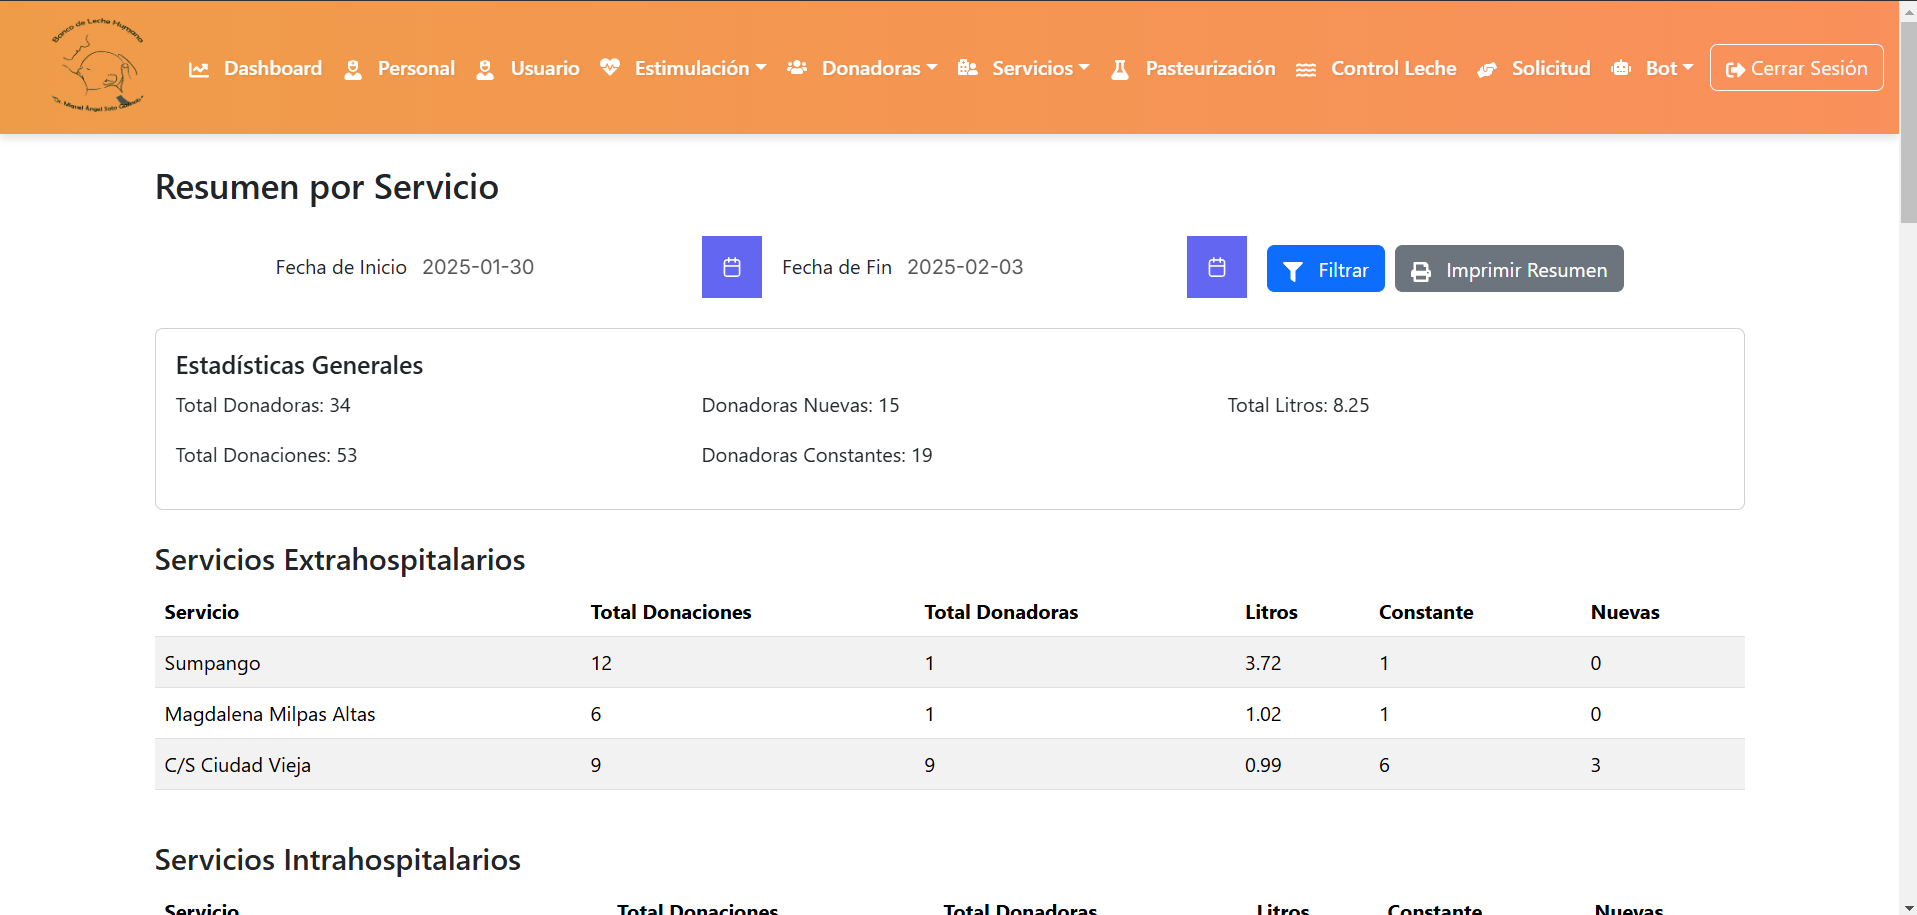 Banco de Leche Humana
"Dr. Miguel Ángel Soto
Dashboard Personal Usuario Estimulación Donadoras Servicios Pasteurización Control Leche Solicitud Bot Cerrar Sesión
Resumen por Servicio
Fecha de Inicio 2025-01-30 Fecha de Fin 2025-02-03 Filtrar Imprimir Resumen
Estadísticas Generales
Total Donadoras: 34 Donadoras Nuevas: 15 Total Litros: 8.25
Total Donaciones: 53 Donadoras Constantes: 19
Servicios Extrahospitalarios
Servicio Total Donaciones Total Donadoras Litros Constante Nuevas
Sumpango 12 1 3.72 1 0
Magdalena Milpas Altas 6 1 1.02 1 0
C/S Ciudad Vieja 9 9 0.99 6 3
Servicios Intrahospitalarios
Servicio Total Donaciones Total Donadoras Litros Constante Nuevas